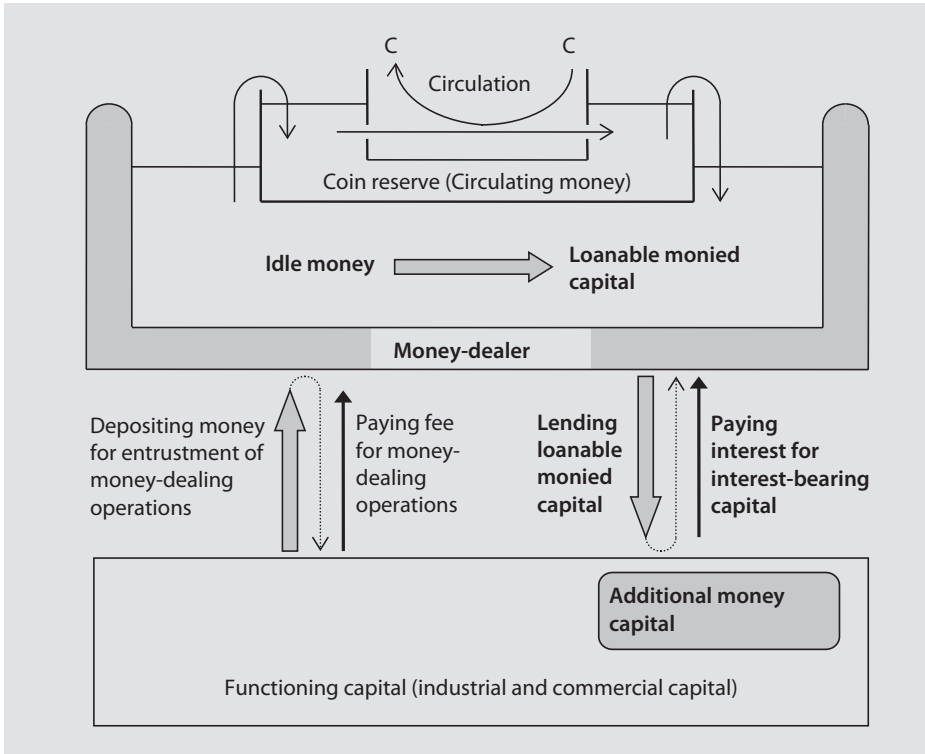 C
C
Circulation
Coin reserve (Circulating money)
Idle money
Loanable monied
capital
Money-dealer
Depositing money
for entrustment of
money-dealing
operations
Paying fee
for money-
dealing
operations
Lending
loanable
monied
capital
Paying
interest for
interest-bearing
capital
Additional money
capital
Functioning capital (industrial and commercial capital)